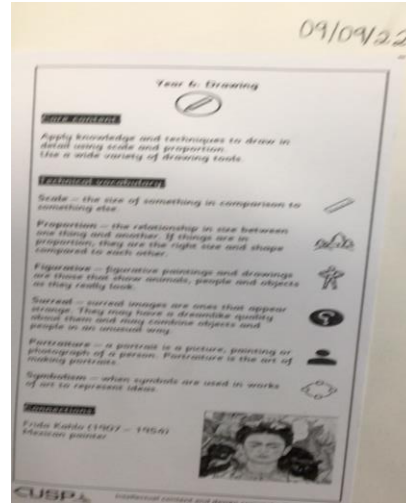 09/09/22
Year 6: Drawing
Core content
Apply knowledge and techniques to draw in
detail using scale and proportion.
Use a wide variety of drawing tools.
Technical vocabulary
Scale – the size of something in comparison to
something else.
Proportion – the relationship in size between
one thing and another. If things are in
proportion, they are the right size and shape
compared to each other.
Figurative – figurative paintings and drawings
are those that show animals, people and objects
as they really look.
Surreal – surreal images are ones that appear
strange. They may have a dreamlike quality
about them and may combine objects and
people in an unusual way.
Portraiture – a portrait is a picture, painting or
photograph of a person. Portraiture is the art of
making portraits.
Symbolism – when symbols are used in works
of art to represent ideas.
Connections
Frida Kahlo (1907 – 1954)
Mexican painter
CUSP
Intellectual content and design